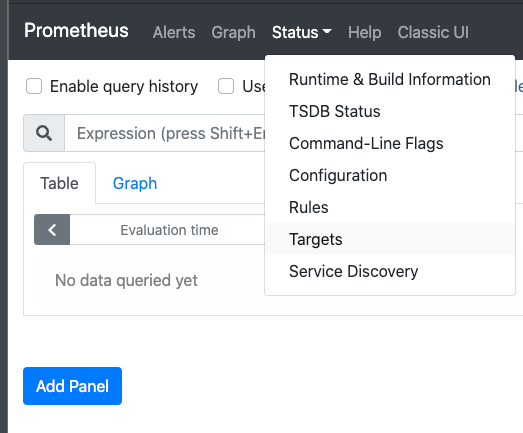 Prometheus Alerts Graph Status Help Classic UI
Enable query history Use
Expression (press Shift+En
Table Graph
Evaluation time
No data queried yet
Add Panel
Runtime & Build Information
TSDB Status
Command-Line Flags
Configuration
Rules
Targets
Service Discovery